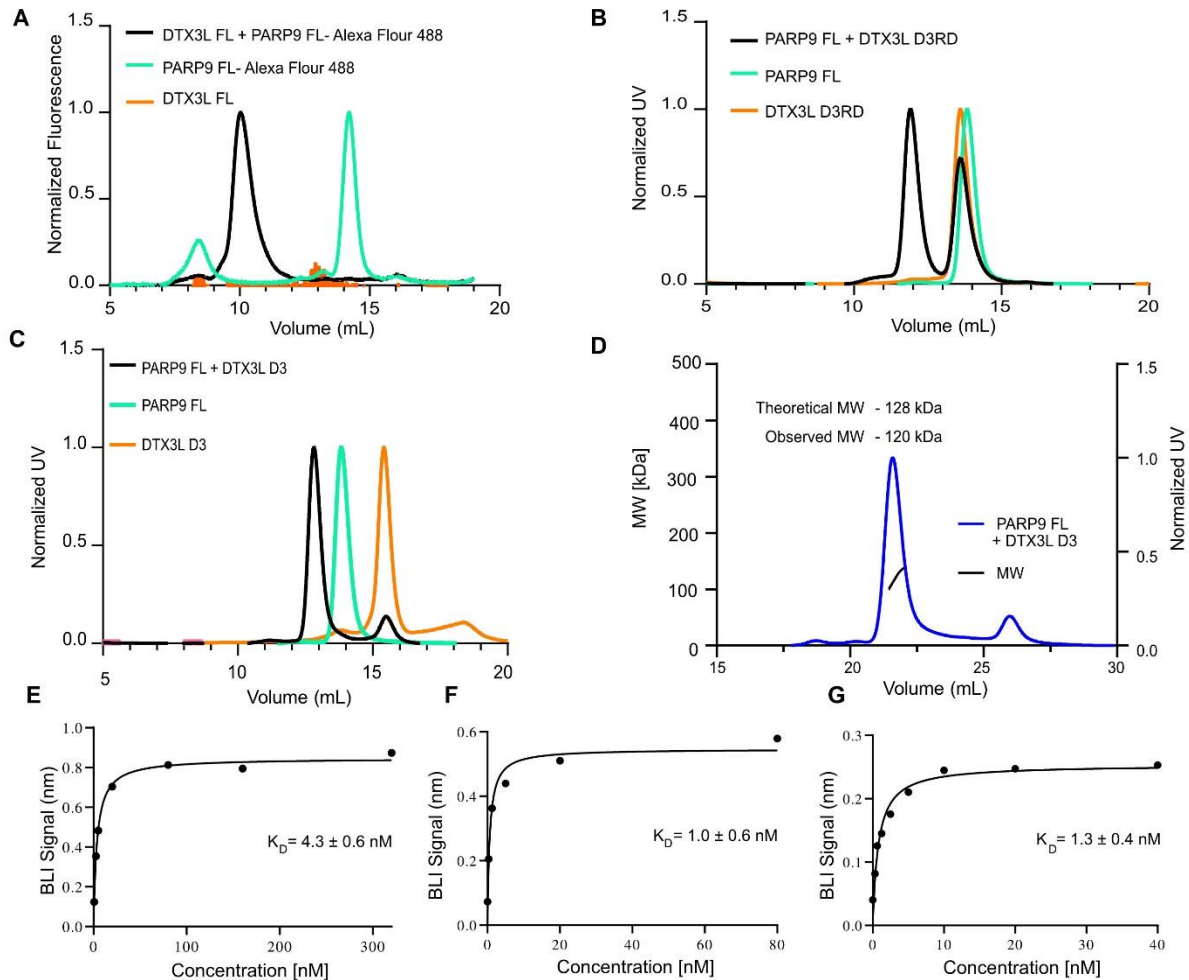 A
1.5
DTX3L FL + PARP9 FL- Alexa Flour 488
PARP9 FL- Alexa Flour 488
DTX3L FL
1.0
0.5
0.0
Normalized Fluorescence
5
10
15
20
Volume (mL)
B
1.5
PARP9 FL + DTX3L D3RD
PARP9 FL
DTX3L D3RD
1.0
0.5
0.0
Normalized UV
5
10
15
20
Volume (mL)
C
1.5
PARP9 FL + DTX3L D3
PARP9 FL
DTX3L D3
1.0
0.5
0.0
Normalized UV
5
10
15
20
Volume (mL)
D
500
400
300
200
100
0
MW [kDa]
Theoretical MW - 128 kDa
Observed MW - 120 kDa
PARP9 FL
+ DTX3L D3
MW
1.5
1.0
0.5
0.0
Normalized UV
15
20
25
30
Volume (mL)
E
1.0
0.8
0.6
0.4
0.2
0.0
BLI Signal (nm)
KD= 4.3 ± 0.6 nM
0
100
200
300
Concentration [nM]
F
0.6
0.4
0.2
0.0
BLI Signal (nm)
KD= 1.0 ± 0.6 nM
0
20
40
60
80
Concentration [nM]
G
0.3
0.2
0.1
0.0
BLI Signal (nm)
KD= 1.3 ± 0.4 nM
0
10
20
30
40
Concentration [nM]